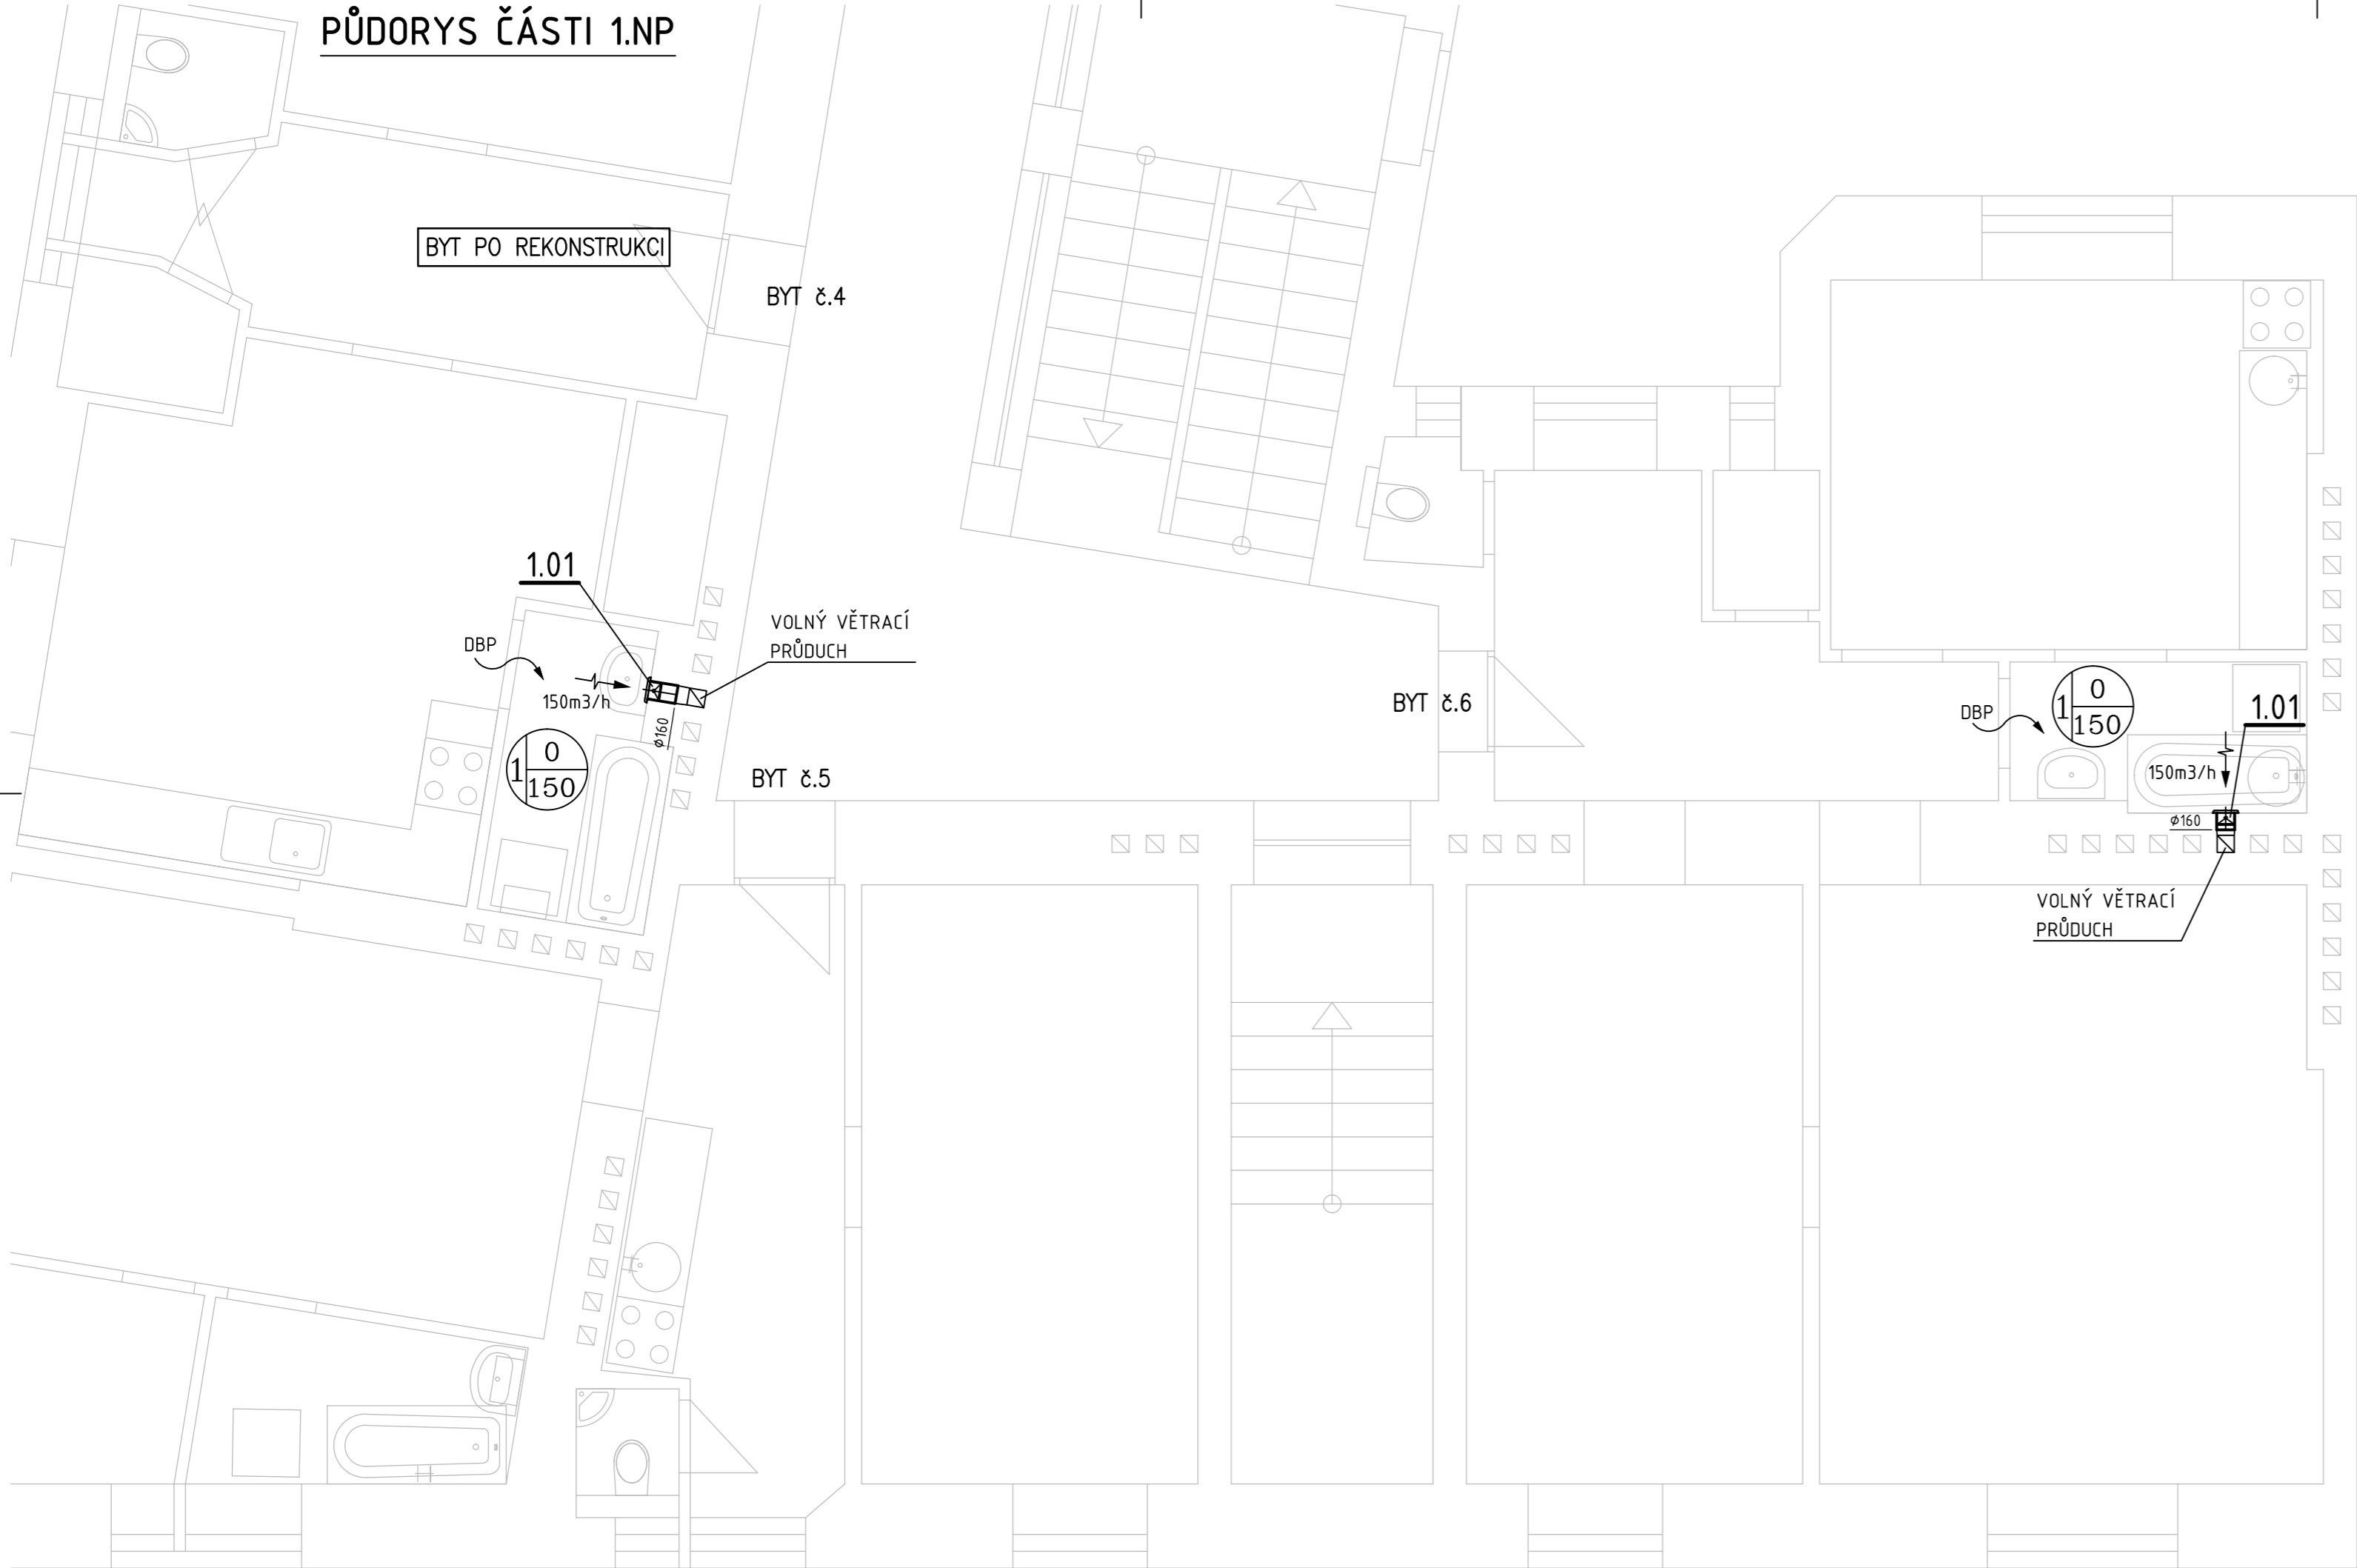 PŮDORYS ČÁSTI 1.NP
BYT PO REKONSTRUKCI
BYT č.4
1.01
VOLNÝ VĚTRACÍ
PRŮDUCH
DBP
150m3/h
ø160
1
0
150
BYT č.5
BYT č.6
DBP
1
0
150
1.01
150m3/h
ø160
VOLNÝ VĚTRACÍ
PRŮDUCH